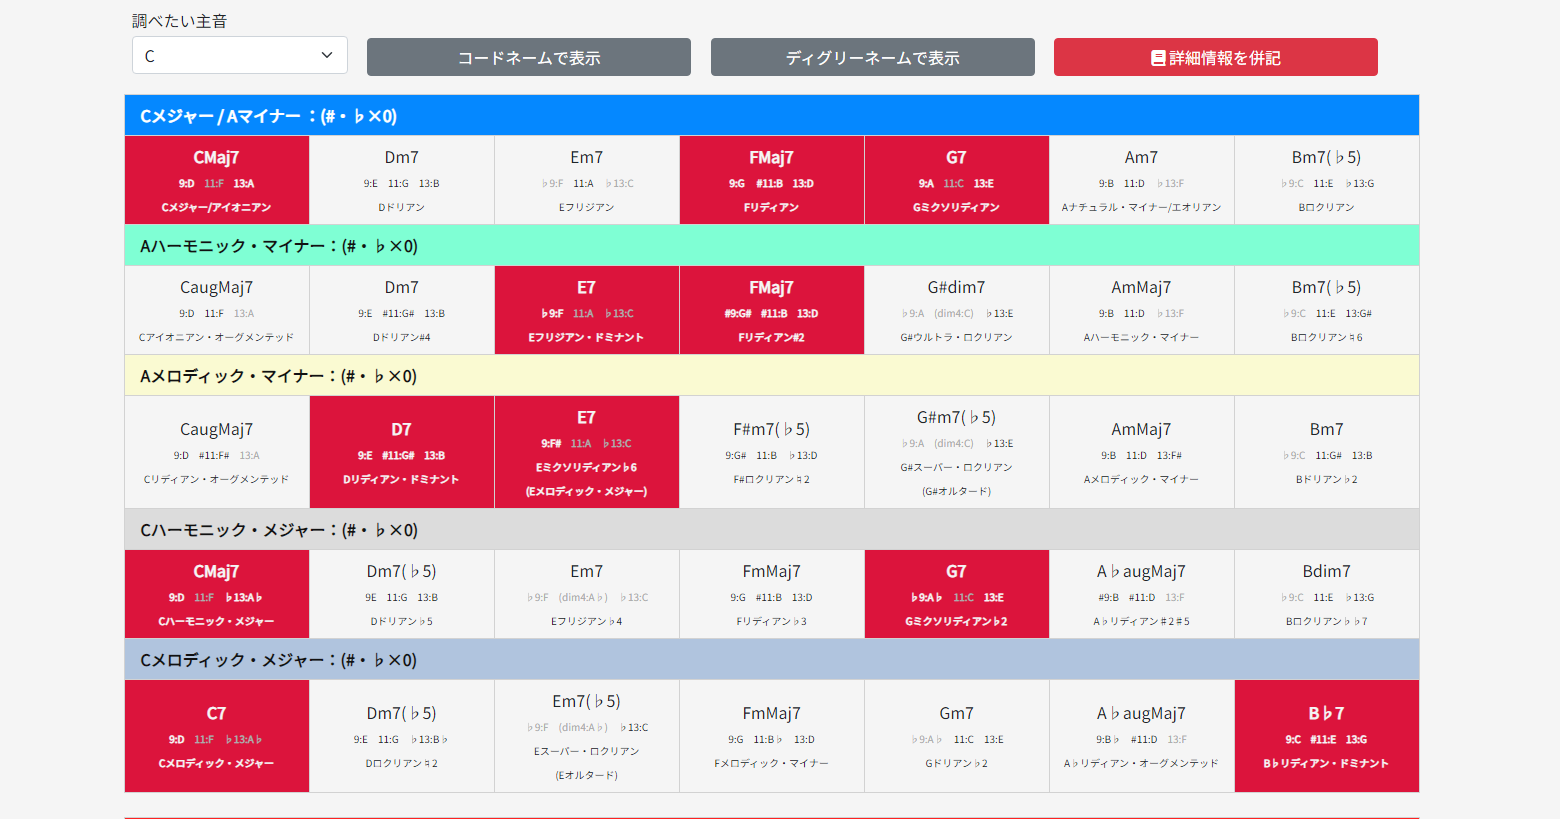 調べたい主音
C
コードネームで表示
ディグリーネームで表示
詳細情報を併記
Cメジャー / Aマイナー ：(#・♭×0)
CMaj7
9:D 11:F 13:A
Cメジャー/アイオニアン
Dm7
9:E 11:G 13:B
Dドリアン
Em7
♭9:F 11:A ♭13:C
Eフリジアン
FMaj7
9:G #11:B 13:D
Fリディアン
G7
9:A 11:C 13:E
Gミクソリディアン
Am7
9:B 11:D ♭13:F
Aナチュラル・マイナー/エオリアン
Bm7(♭5)
♭9:C 11:E ♭13:G
Bロクリアン
Aハーモニック・マイナー：(#・♭×0)
CaugMaj7
9:D 11:F 13:A
Cアイオニアン・オーグメンテッド
Dm7
9:E #11:G# 13:B
Dドリアン#4
E7
♭9:F 11:A ♭13:C
Eフリジアン・ドミナント
FMaj7
#9:G# #11:B 13:D
Fリディアン#2
G#dim7
♭9:A (dim4:C) ♭13:E
G#ウルトラ・ロクリアン
AmMaj7
9:B 11:D ♭13:F
Aハーモニック・マイナー
Bm7(♭5)
♭9:C 11:E 13:G#
Bロクリアン♮6
Aメロディック・マイナー：(#・♭×0)
CaugMaj7
9:D #11:F# 13:A
Cリディアン・オーグメンテッド
D7
9:E #11:G# 13:B
Dリディアン・ドミナント
E7
9:F# 11:A ♭13:C
Eミクソリディアン♭6
(Eメロディック・メジャー)
F#m7(♭5)
9:G# 11:B ♭13:D
F#ロクリアン♮2
G#m7(♭5)
♭9:A (dim4:C) ♭13:E
G#スーパー・ロクリアン
(G#オルタード)
AmMaj7
9:B 11:D 13:F#
Aメロディック・マイナー
Bm7
♭9:C 11:G# 13:B
Bドリアン♭2
Cハーモニック・メジャー：(#・♭×0)
CMaj7
9:D 11:F ♭13:A♭
Cハーモニック・メジャー
Dm7(♭5)
9E 11:G 13:B
Dドリアン♭5
Em7
♭9:F (dim4:A♭) ♭13:C
Eフリジアン♭4
FmMaj7
9:G #11:B 13:D
Fリディアン♭3
G7
♭9:A♭ 11:C 13:E
Gミクソリディアン♭2
A♭augMaj7
#9:B #11:D 13:F
A♭リディアン＃2＃5
Bdim7
♭9:C 11:E ♭13:G
Bロクリアン♭♭7
Cメロディック・メジャー：(#・♭×0)
C7
9:D 11:F ♭13:A♭
Cメロディック・メジャー
Dm7(♭5)
9:E 11:G ♭13:B♭
Dロクリアン♮2
Em7(♭5)
♭9:F (dim4:A♭) ♭13:C
Eスーパー・ロクリアン
(Eオルタード)
FmMaj7
9:G 11:B♭ 13:D
Fメロディック・マイナー
Gm7
♭9:A♭ 11:C 13:E
Gドリアン♭2
A♭augMaj7
9:B♭ #11:D 13:F
A♭リディアン・オーグメンテッド
B♭7
9:C #11:E 13:G
B♭リディアン・ドミナント